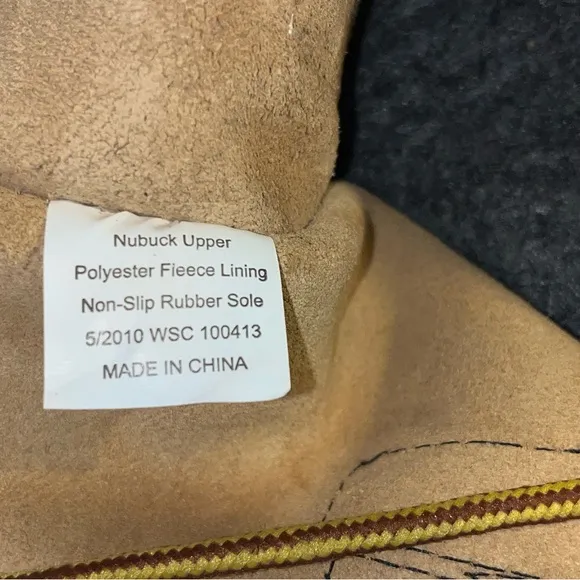 Nubuck Upper
Polyester Fleece Lining
Non-Slip Rubber Sole
5/2010 WSC 100413
MADE IN CHINA